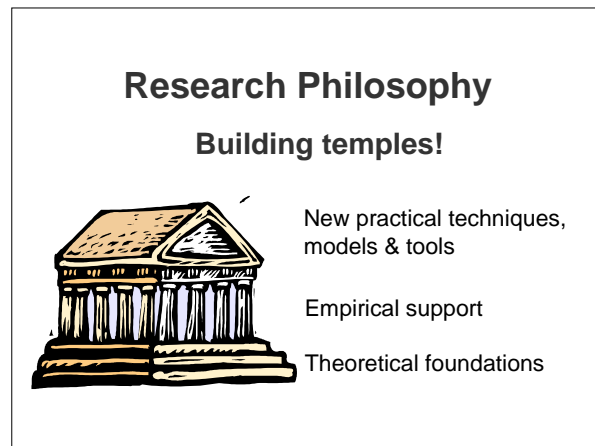 Research Philosophy
Building temples!
New practical techniques,
models & tools
Empirical support
Theoretical foundations